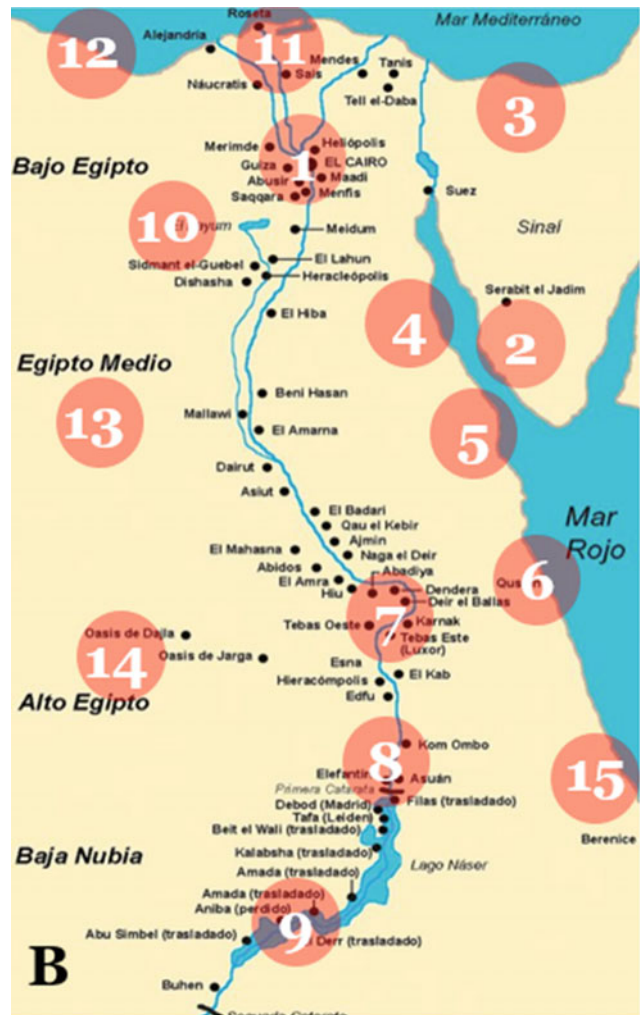 Roseta
Mar Mediterráneo
Alejandría
12
11
Mendes
Tanis
Sais
Náucratis
Tell el-Daba
3
Merimde
Heliópolis
Bajo Egipto
Guiza
1
EL CAIRO
Abusir
Maadi
Saqqara
Menfis
Suez
10
Meidum
Sinaí
El Lahun
Sidmant el-Guebel
Heracleópolis
Dishasha
Serabit el Jadim
El Hiba
4
2
Egipto Medio
Beni Hasan
13
Mallawi
El Amarna
5
Dairut
Asiut
El Badari
Mar
Rojo
Qau el Kebir
Ajmin
El Mahasna
Naga el Deir
Abidos
Abadiya
El Amra
Dendera
6
Hiu
Deir el Ballas
7
Karnak
Tebas Oeste
Tebas Este
(Luxor)
Oasis de Dajla
14
Oasis de Jarga
Esna
El Kab
Hieracómpolis
Edfu
Alto Egipto
Kom Ombo
8
15
Asuán
Primera Catarata
Filas (trasladado)
Debod (Madrid)
Tafa (Leiden)
Beit el Wali (trasladado)
Berenice
Kalabsha (trasladado)
Baja Nubia
Lago Náser
Amada (trasladado)
Amada (trasladado)
Aniba (perdido)
9
Abu Simbel (trasladado)
Derr (trasladado)
B
Buhen